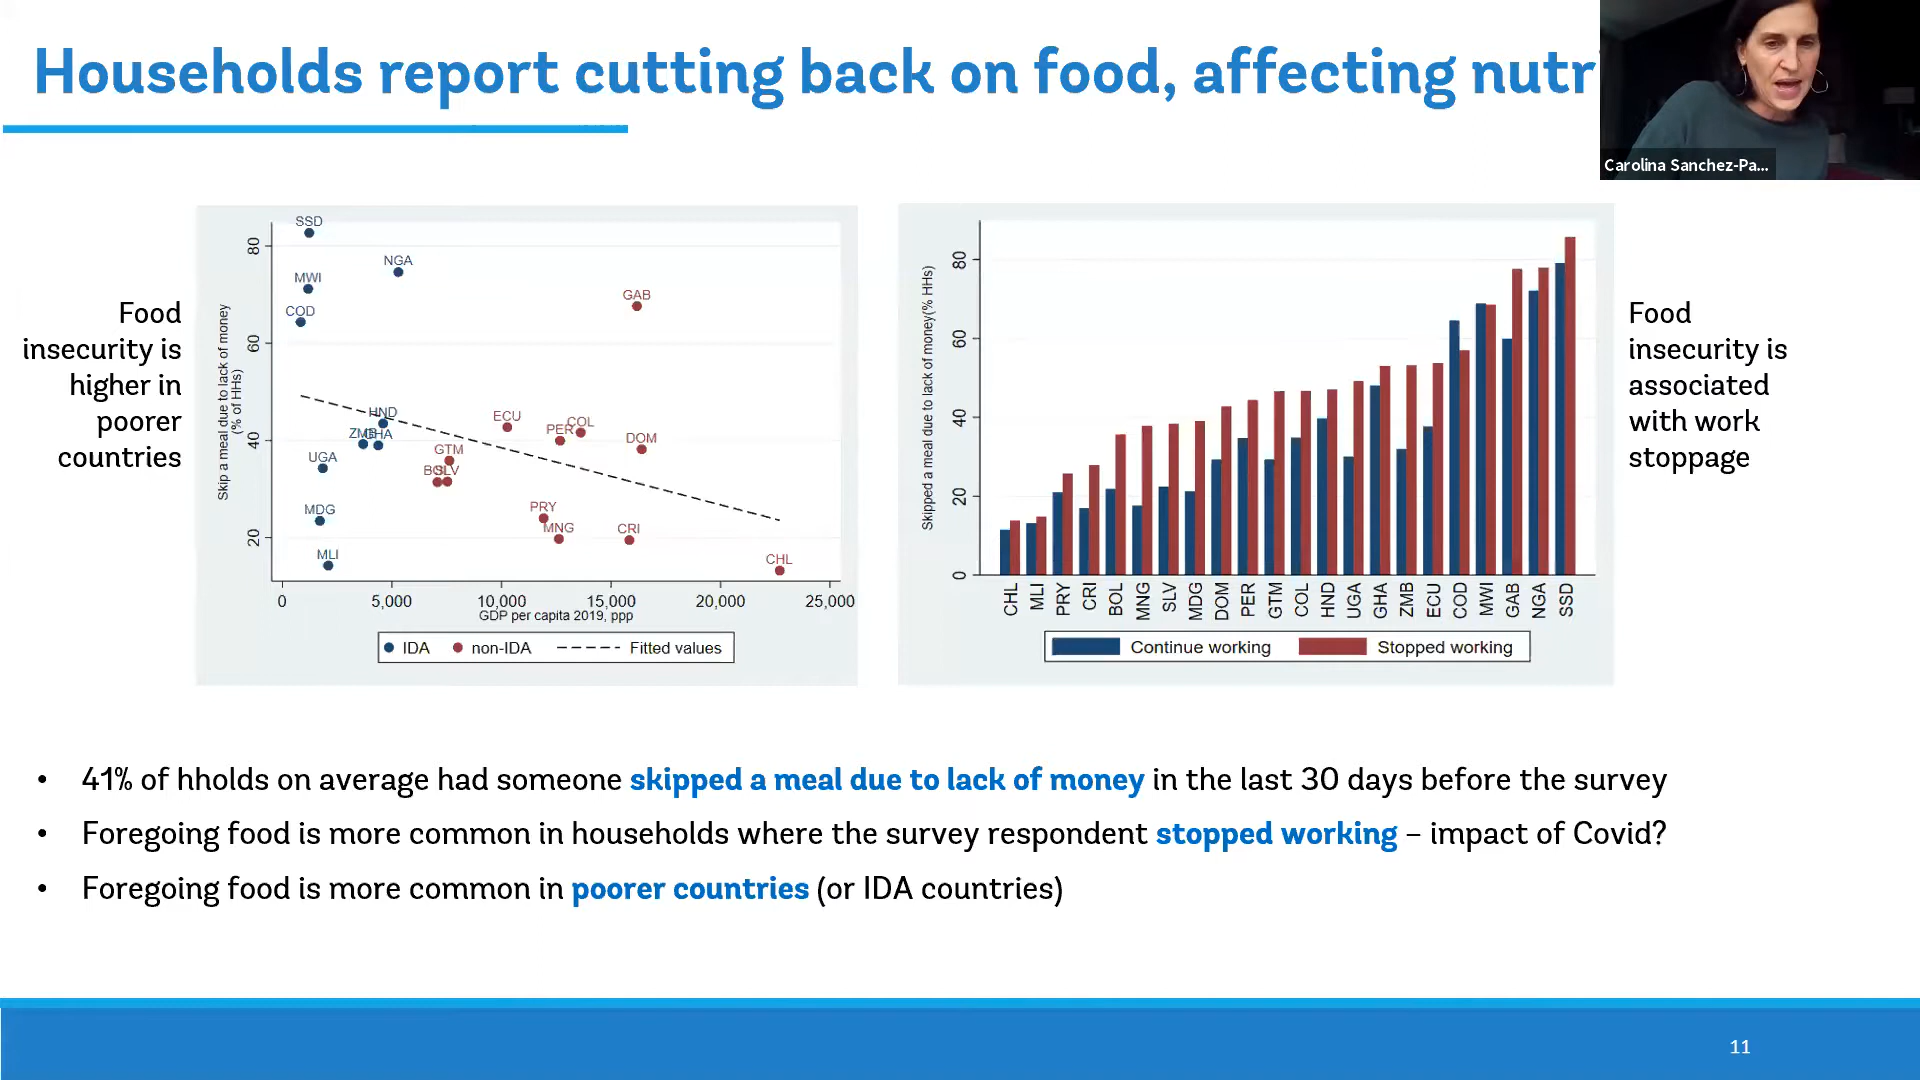 Households report cutting back on food, affecting nutr
Carolina Sanchez-Pa...
Food
insecurity is
higher in
poorer
countries
Skip a meal due to lack of money
(% of HHs)
80
60
40
20
SSD
NGA
MWI
GAB
COD
HND
ECU
COL
PER
ZMB
GHA
DOM
GTM
UGA
BOL
SLV
MDG
PRY
MNG
CRI
MLI
CHL
0 5,000 10,000 15,000 20,000 25,000
GDP per capita 2019, ppp
IDA non-IDA Fitted values
Skipped a meal due to lack of money(% HHs)
80
60
40
20
0
CHL MLI PRY CRI BOL MNG SLV MDG DOM PER GTM COL HND UGA GHA ZMB ECU COD MWI GAB NGA SSD
Continue working Stopped working
Food
insecurity is
associated
with work
stoppage
• 41% of hholds on average had someone skipped a meal due to lack of money in the last 30 days before the survey
• Foregoing food is more common in households where the survey respondent stopped working – impact of Covid?
• Foregoing food is more common in poorer countries (or IDA countries)
11